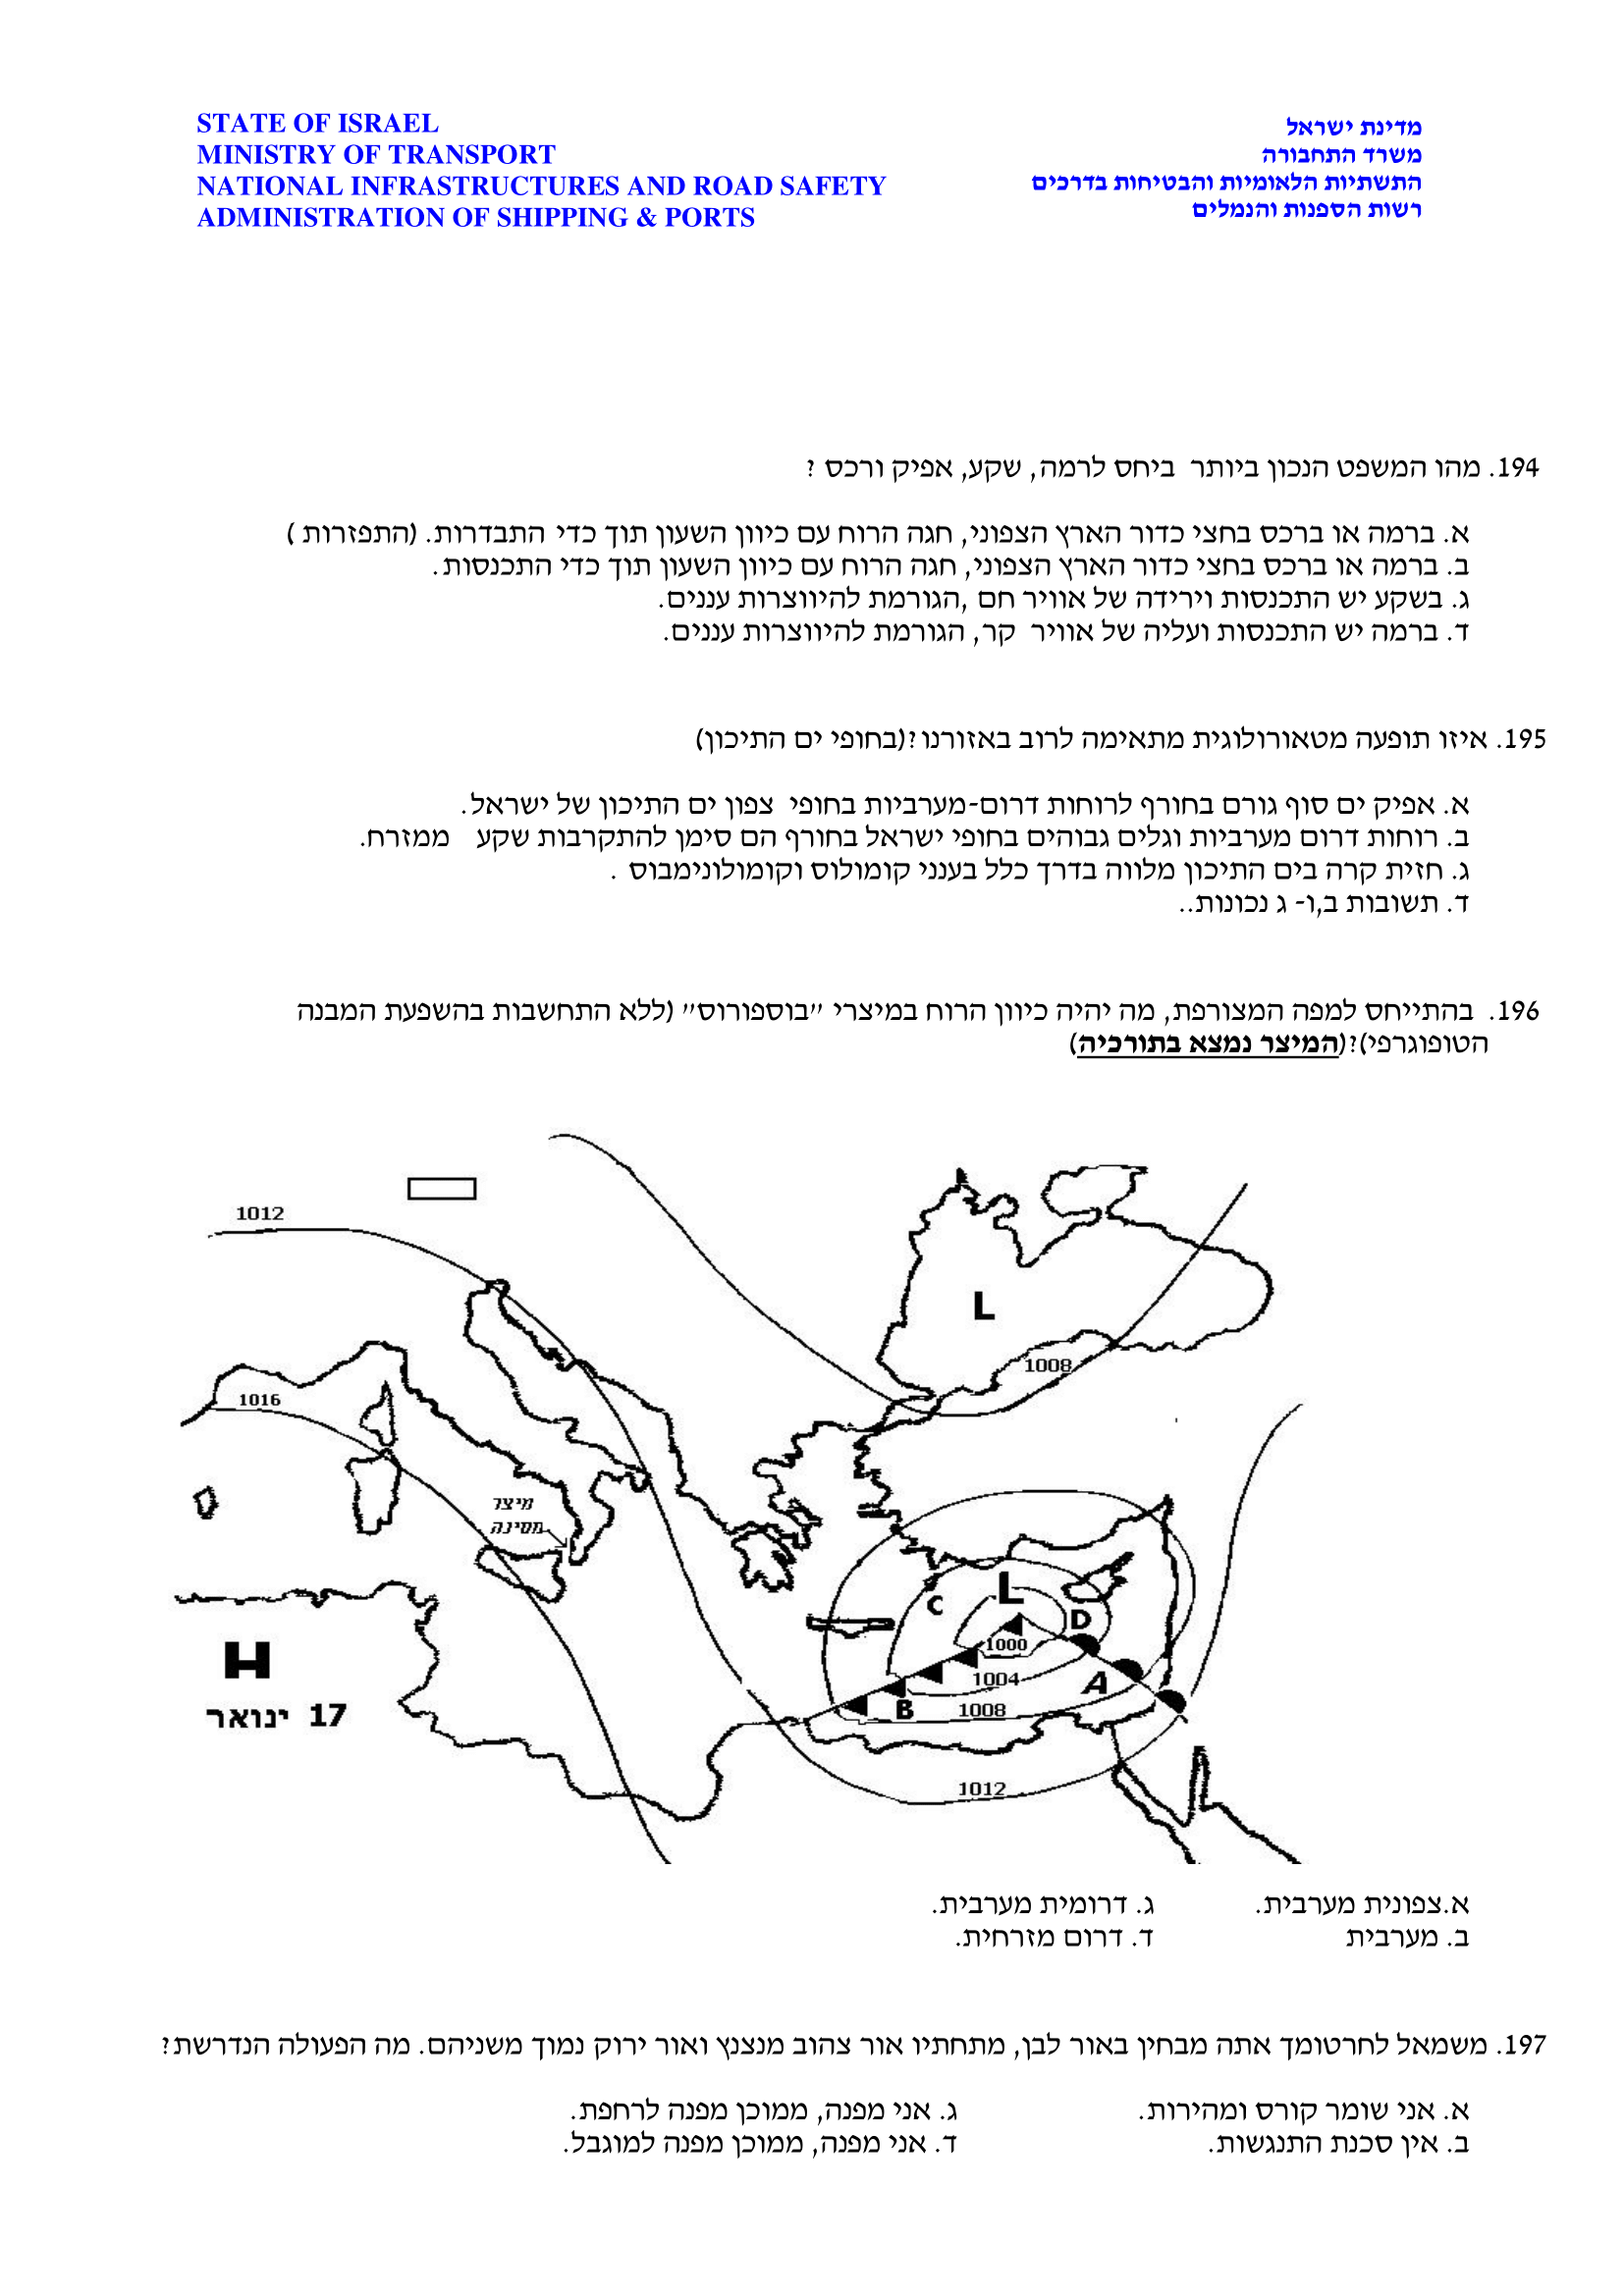 STATE OF ISRAEL
MINISTRY OF TRANSPORT
NATIONAL INFRASTRUCTURES AND ROAD SAFETY
ADMINISTRATION OF SHIPPING & PORTS
מדינת ישראל
משרד התחבורה
התשתיות הלאומיות והבטיחות בדרכים
רשות הספנות והנמלים
194. מהו המשפט הנכון ביותר ביחס לרמה, שקע, אפיק ורכס ?
א. ברמה או ברכס בחצי כדור הארץ הצפוני, חגה הרוח עם כיוון השעון תוך כדי התבדרות. (התפזרות )
ב. ברמה או ברכס בחצי כדור הארץ הצפוני, חגה הרוח עם כיוון השעון תוך כדי התכנסות.
ג. בשקע יש התכנסות וירידה של אוויר חם ,הגורמת להיווצרות עננים.
ד. ברמה יש התכנסות ועליה של אוויר קר, הגורמת להיווצרות עננים.
195. איזו תופעה מטאורולוגית מתאימה לרוב באזורנו?(בחופי ים התיכון)
א. אפיק ים סוף גורם בחורף לרוחות דרום-מערביות בחופי צפון ים התיכון של ישראל.
ב. רוחות דרום מערביות וגלים גבוהים בחופי ישראל בחורף הם סימן להתקרבות שקע ממזרח.
ג. חזית קרה בים התיכון מלווה בדרך כלל בענני קומולוס וקומולונימבוס .
ד. תשובות ב,ו- ג נכונות..
196. בהתייחס למפה המצורפת, מה יהיה כיוון הרוח במיצרי "בוספורוס" (ללא התחשבות בהשפעת המבנה
הטופוגרפי)?(המיצר נמצא בתורכיה)
1012
L
1008
1016
מיצר
מסינה
L
C
D
1000
H
1004
A
17 ינואר
B
1008
1012
א.צפונית מערבית.
ג. דרומית מערבית.
ב. מערבית
ד. דרום מזרחית.
197. משמאל לחרטומך אתה מבחין באור לבן, מתחתיו אור צהוב מנצנץ ואור ירוק נמוך משניהם. מה הפעולה הנדרשת?
א. אני שומר קורס ומהירות.
ג. אני מפנה, ממוכן מפנה לרחפת.
ב. אין סכנת התנגשות.
ד. אני מפנה, ממוכן מפנה למוגבל.